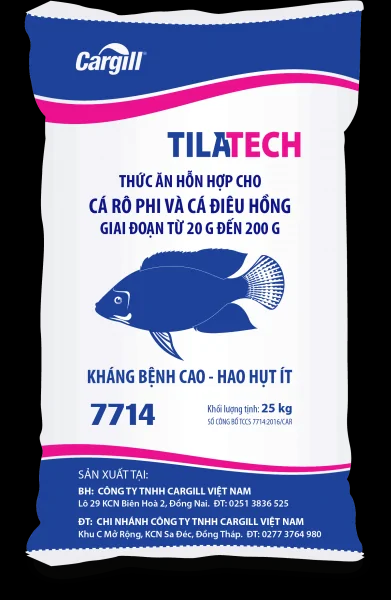 Cargill
TILATECH
THỨC ĂN HỖN HỢP CHO
CÁ RÔ PHI VÀ CÁ ĐIÊU HỒNG
GIAI ĐOẠN TỪ 20 G ĐẾN 200 G
KHÁNG BỆNH CAO - HAO HỤT ÍT
7714
Khối lượng tịnh: 25 kg
SỐ CÔNG BỐ TCCS 7714:2016/CAR
SẢN XUẤT TẠI:
BH: CÔNG TY TNHH CARGILL VIỆT NAM
Lô 29 KCN Biên Hoà 2, Đồng Nai. ĐT: 0251 3836 525
ĐT: CHI NHÁNH CÔNG TY TNHH CARGILL VIỆT NAM
Khu C Mở Rộng, KCN Sa Đéc, Đồng Tháp. ĐT: 0277 3764 980